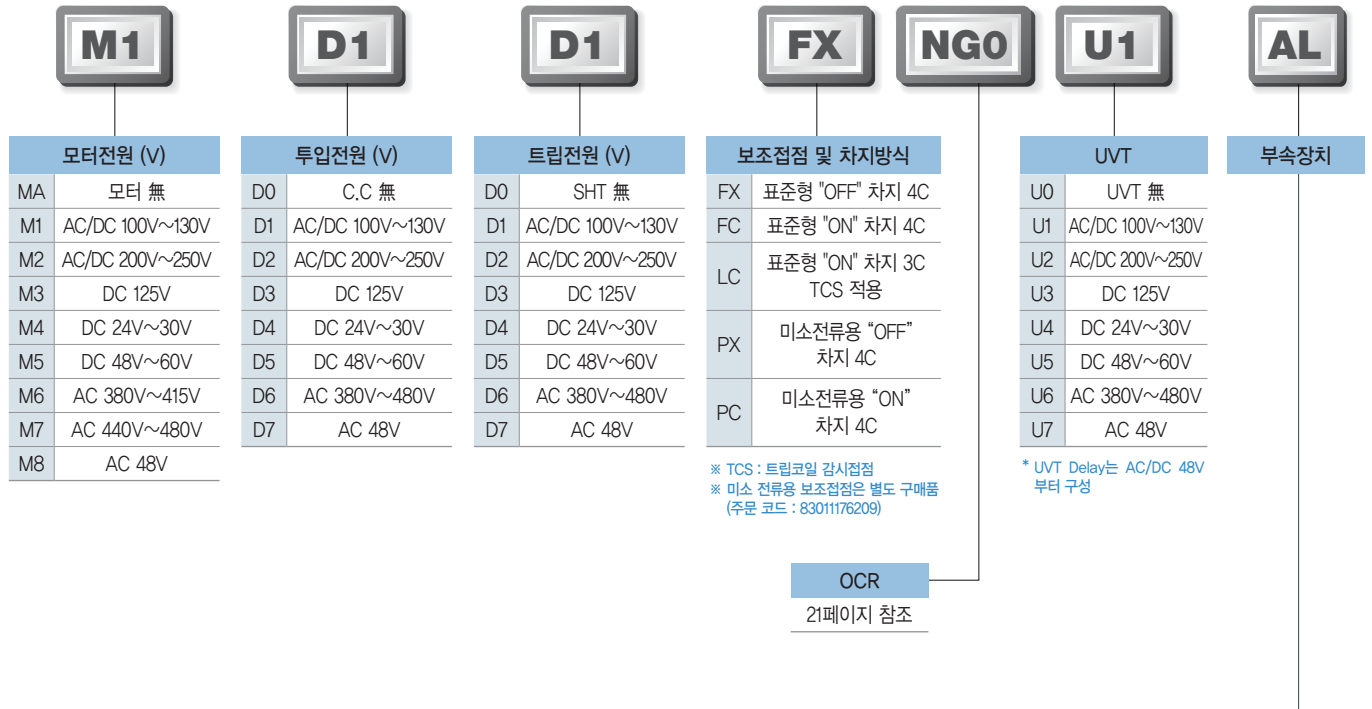 M1 D1 D1 FX NG0 U1 AL
모터전원 (V)
MA 모터 無
M1 AC/DC 100V~130V
M2 AC/DC 200V~250V
M3 DC 125V
M4 DC 24V~30V
M5 DC 48V~60V
M6 AC 380V~415V
M7 AC 440V~480V
M8 AC 48V
투입전원 (V)
D0 C.C 無
D1 AC/DC 100V~130V
D2 AC/DC 200V~250V
D3 DC 125V
D4 DC 24V~30V
D5 DC 48V~60V
D6 AC 380V~480V
D7 AC 48V
트립전원 (V)
D0 SHT 無
D1 AC/DC 100V~130V
D2 AC/DC 200V~250V
D3 DC 125V
D4 DC 24V~30V
D5 DC 48V~60V
D6 AC 380V~480V
D7 AC 48V
보조접점 및 차지방식
FX 표준형 "OFF" 차지 4C
FC 표준형 "ON" 차지 4C
LC 표준형 "ON" 차지 3C
TCS 적용
PX 미소전류용 “OFF”
차지 4C
PC 미소전류용 “ON”
차지 4C
※ TCS : 트립코일 감시접점
※ 미소 전류용 보조접점은 별도 구매품
(주문 코드 : 83011176209)
OCR
21페이지 참조
UVT
U0 UVT 無
U1 AC/DC 100V~130V
U2 AC/DC 200V~250V
U3 DC 125V
U4 DC 24V~30V
U5 DC 48V~60V
U6 AC 380V~480V
U7 AC 48V
* UVT Delay는 AC/DC 48V
부터 구성
부속장치